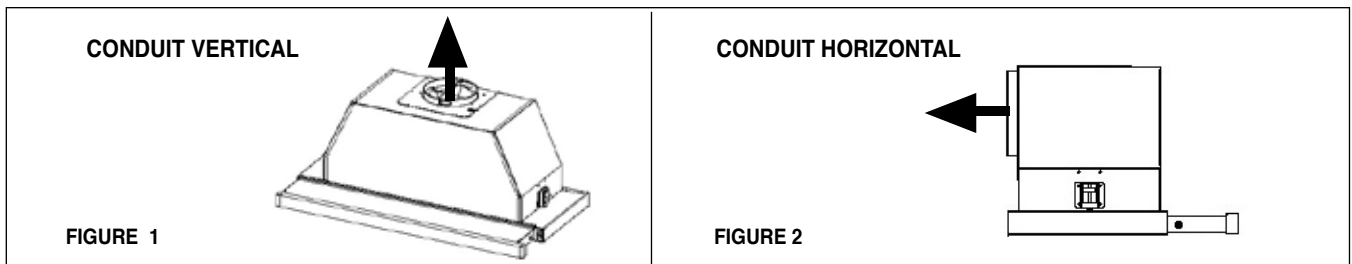 CONDUIT VERTICAL
FIGURE 1
CONDUIT HORIZONTAL
FIGURE 2